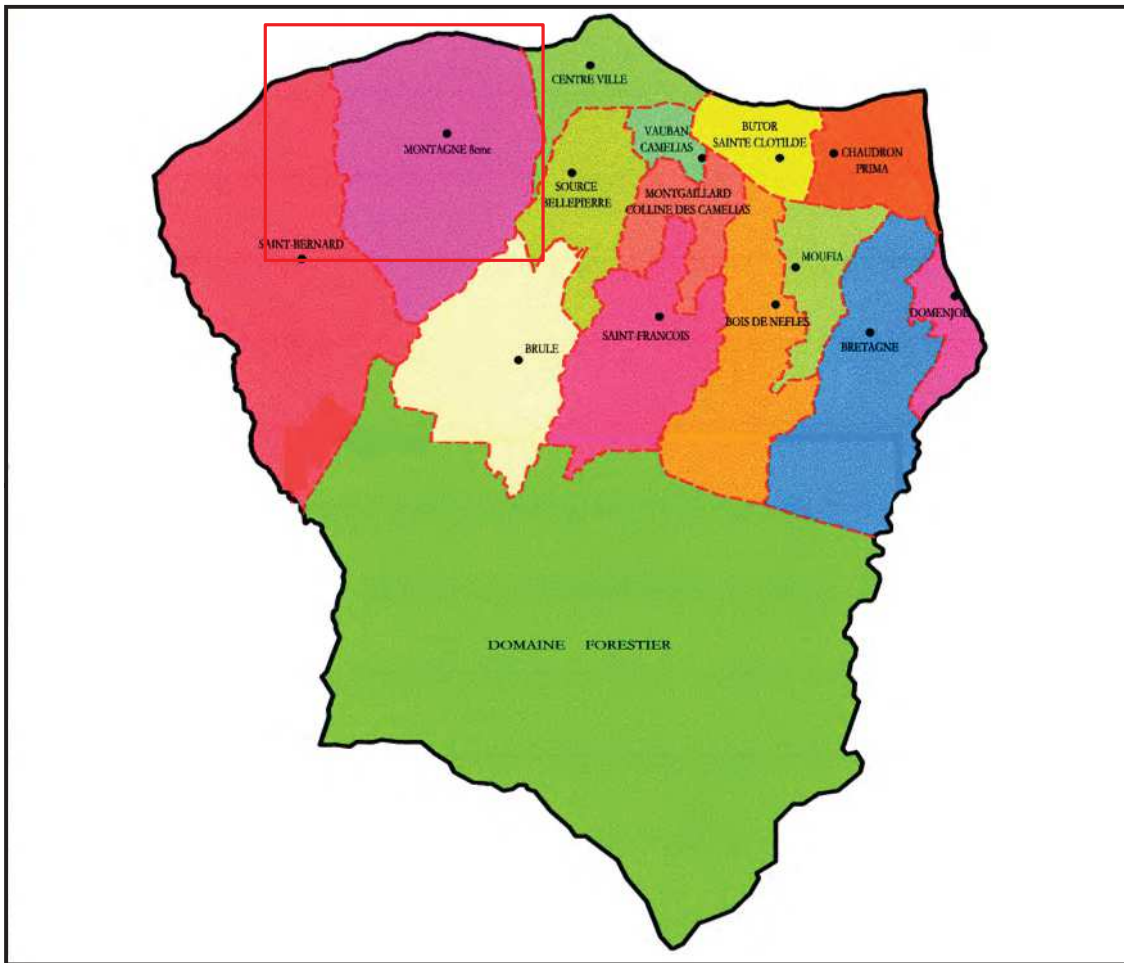 CENTRE VILLE
MONTAGNE 8eme
VAUBAN
CAMELIAS
BUTOR
SAINTE CLOTILDE
CHAUDRON
PRIMA
SOURCE
BELLEPIERRE
MONTGAILLARD
COLLINE DES CAMELIAS
SAINT-BERNARD
MOUFIA
DOMENJOD
SAINT-FRANCOIS
BOIS DE NEFLES
BRETAGNE
BRULE
DOMAINE FORESTIER